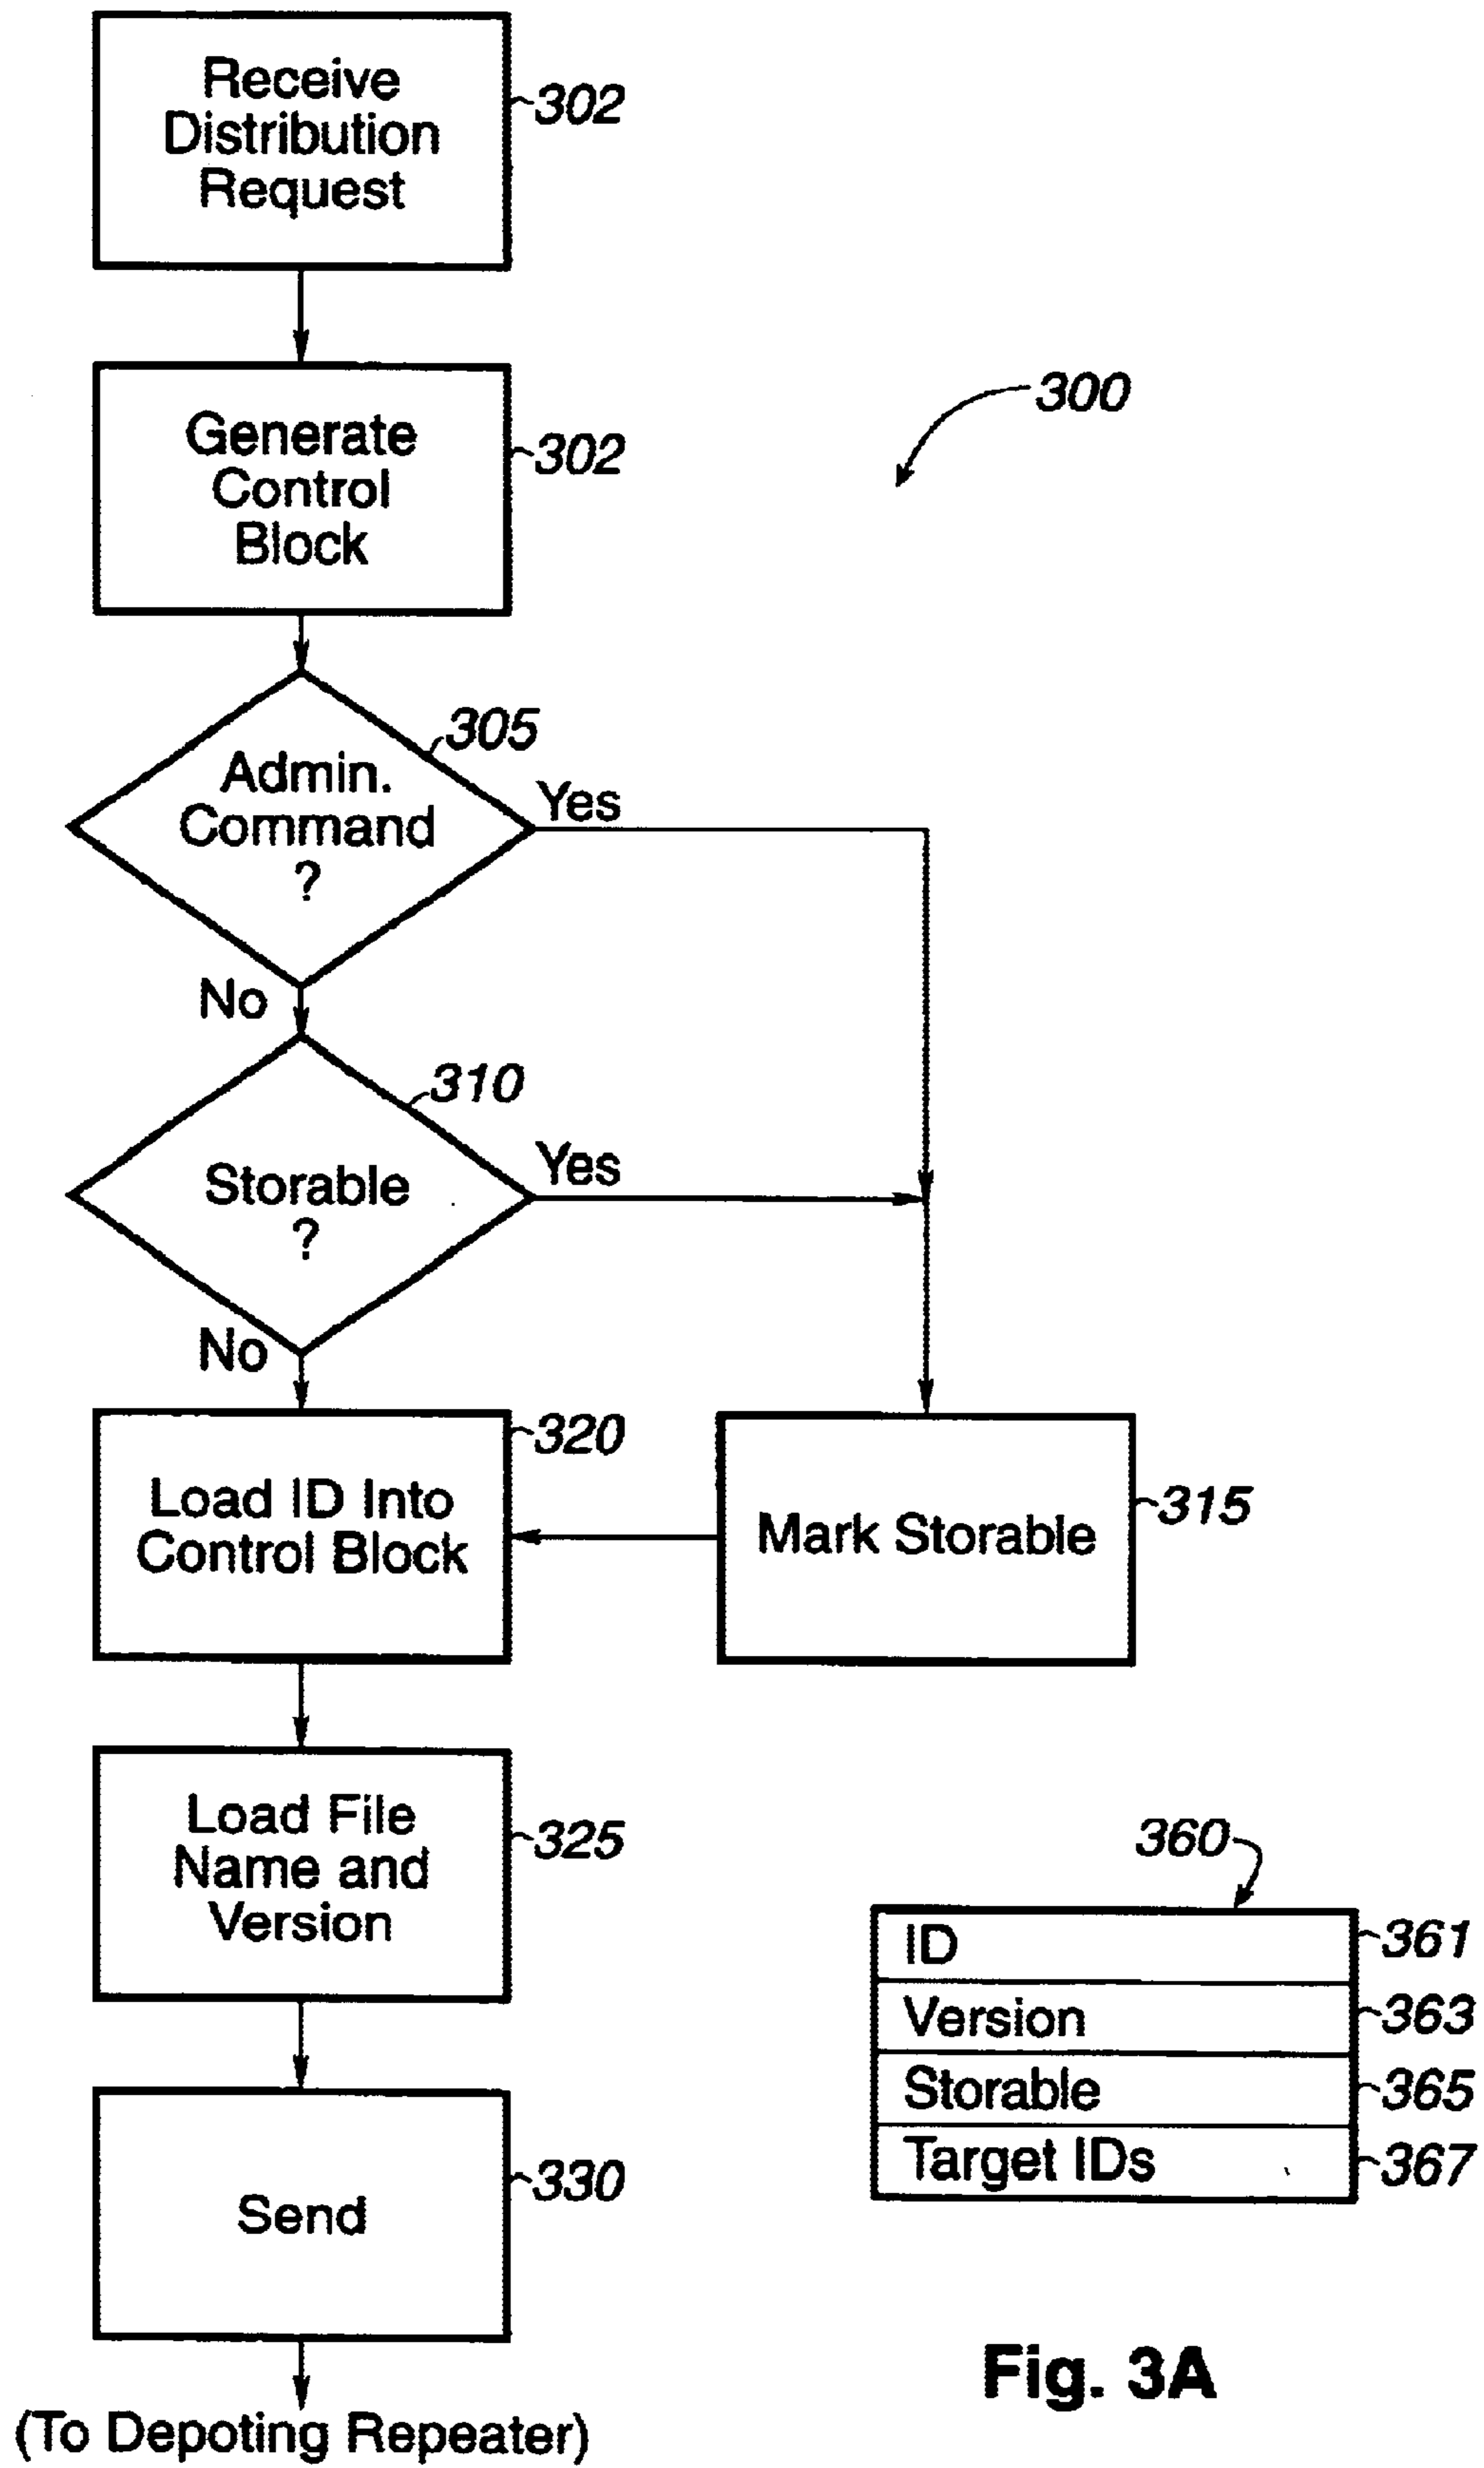 Receive
Distribution
Request
302
Generate
Control
Block
302
300
Admin.
Command
?
305
Yes
No
Storable
?
310
Yes
No
Load ID Into
Control Block
320
Mark Storable
315
Load File
Name and
Version
325
Send
330
(To Depoting Repeater)
360
ID
361
Version
363
Storable
365
Target IDs
367
Fig. 3A